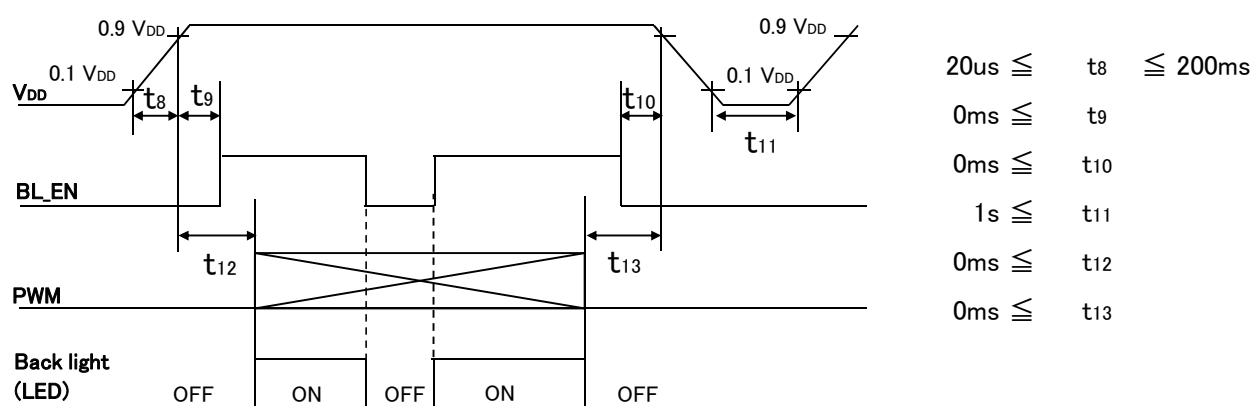 0.9 VDD
0.9 VDD
0.1 VDD
0.1 VDD
VDD
t8
t9
t10
t11
BL_EN
t12
t13
PWM
Back light
(LED)
OFF
ON
OFF
ON
OFF
20us ≦ t8 ≦ 200ms
0ms ≦ t9
0ms ≦ t10
1s ≦ t11
0ms ≦ t12
0ms ≦ t13